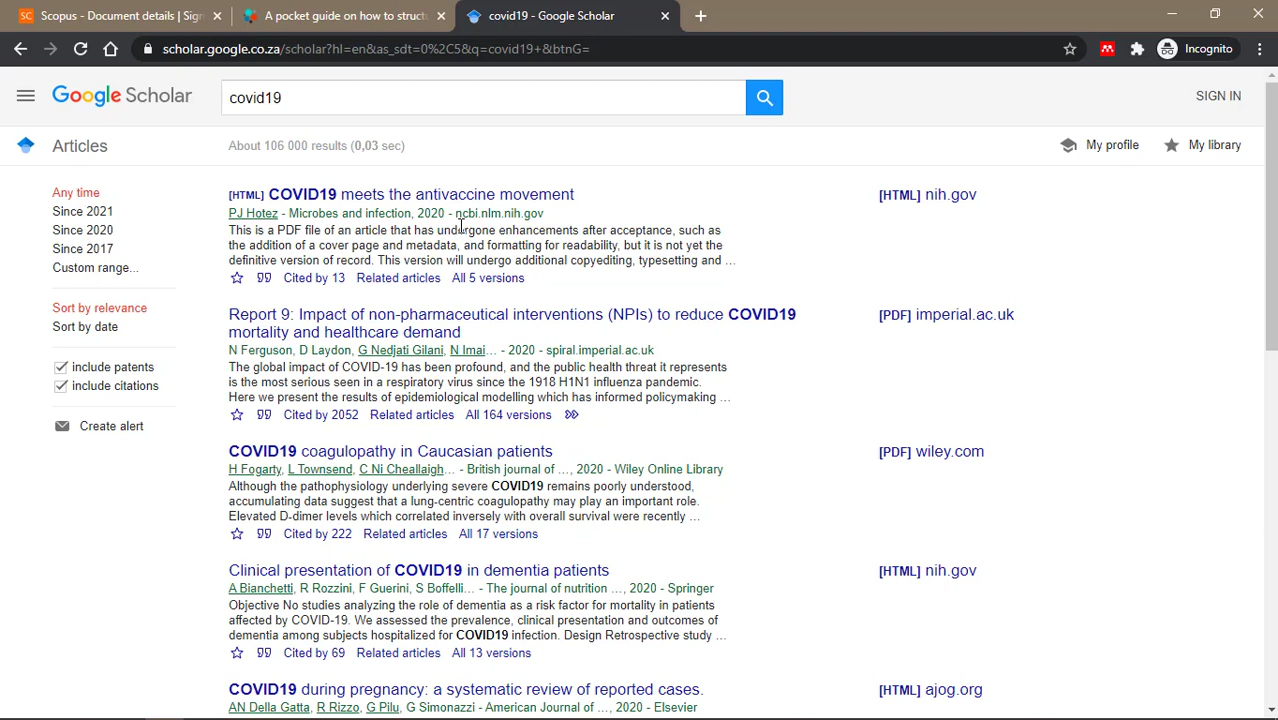 Scopus - Document details | Sign
A pocket guide on how to structu
covid19 - Google Scholar
scholar.google.co.za/scholar?hl=en&as_sdt=0%2C5&q=covid19+&btnG=
Incognito
Google Scholar
covid19
SIGN IN
Articles
About 106 000 results (0,03 sec)
My profile
My library
Any time
Since 2021
Since 2020
Since 2017
Custom range...
Sort by relevance
Sort by date
include patents
include citations
Create alert
[HTML] COVID19 meets the antivaccine movement
PJ Hotez - Microbes and infection, 2020 - ncbi.nlm.nih.gov
This is a PDF file of an article that has undergone enhancements after acceptance, such as
the addition of a cover page and metadata, and formatting for readability, but it is not yet the
definitive version of record. This version will undergo additional copyediting, typesetting and ...
Cited by 13 Related articles All 5 versions
[HTML] nih.gov
Report 9: Impact of non-pharmaceutical interventions (NPIs) to reduce COVID19
mortality and healthcare demand
N Ferguson, D Laydon, G Nedjati Gilani, N Imai... - 2020 - spiral.imperial.ac.uk
The global impact of COVID-19 has been profound, and the public health threat it represents
is the most serious seen in a respiratory virus since the 1918 H1N1 influenza pandemic.
Here we present the results of epidemiological modelling which has informed policymaking ...
Cited by 2052 Related articles All 164 versions
[PDF] imperial.ac.uk
COVID19 coagulopathy in Caucasian patients
H Fogarty, L Townsend, C Ni Cheallaigh... - British journal of ..., 2020 - Wiley Online Library
Although the pathophysiology underlying severe COVID19 remains poorly understood,
accumulating data suggest that a lung-centric coagulopathy may play an important role.
Elevated D-dimer levels which correlated inversely with overall survival were recently ...
Cited by 222 Related articles All 17 versions
[PDF] wiley.com
Clinical presentation of COVID19 in dementia patients
A Bianchetti, R Rozzini, F Guerini, S Boffelli... - The journal of nutrition ..., 2020 - Springer
Objective No studies analyzing the role of dementia as a risk factor for mortality in patients
affected by COVID-19. We assessed the prevalence, clinical presentation and outcomes of
dementia among subjects hospitalized for COVID19 infection. Design Retrospective study ...
Cited by 69 Related articles All 13 versions
[HTML] nih.gov
COVID19 during pregnancy: a systematic review of reported cases.
AN Della Gatta, R Rizzo, G Pilu, G Simonazzi - American Journal of ..., 2020 - Elsevier
[HTML] ajog.org